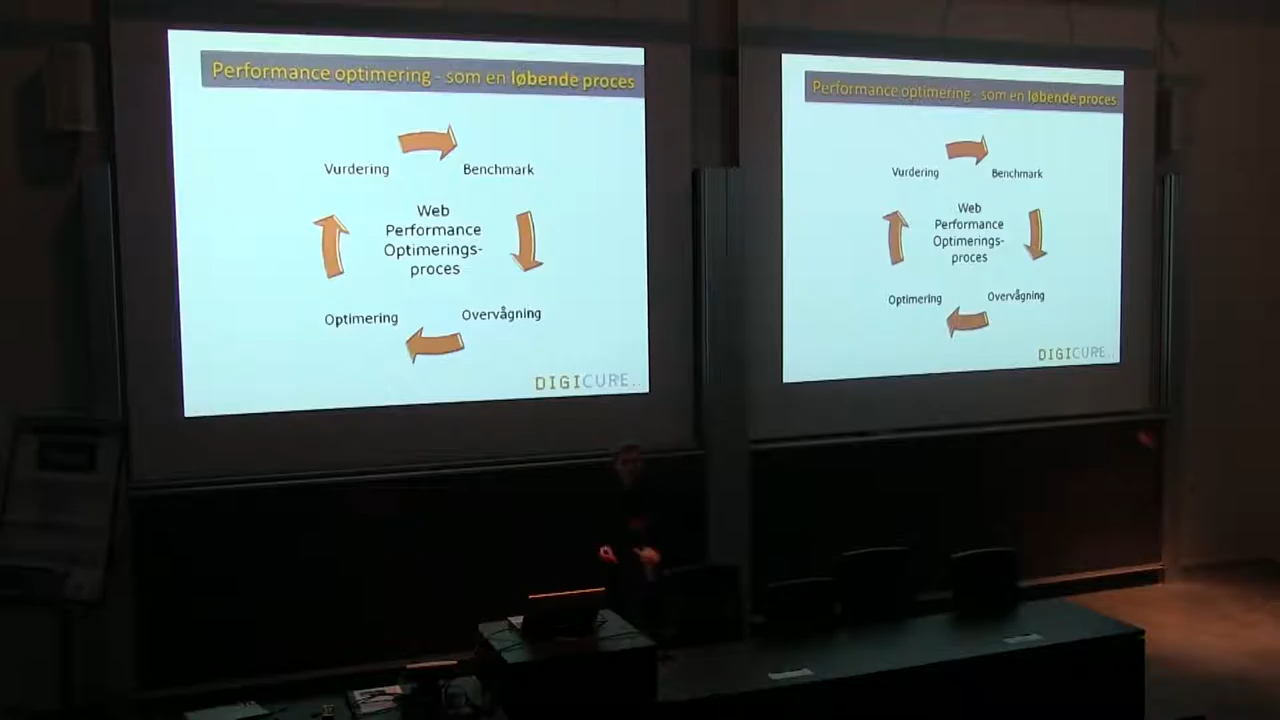 Performance optimering - som en løbende proces
Vurdering
Benchmark
Web
Performance
Optimerings-
proces
Optimering
Overvågning
DIGICURE..
Performance optimering - som en løbende proces
Vurdering
Benchmark
Web
Performance
Optimerings-
proces
Optimering
Overvågning
DIGICURE..